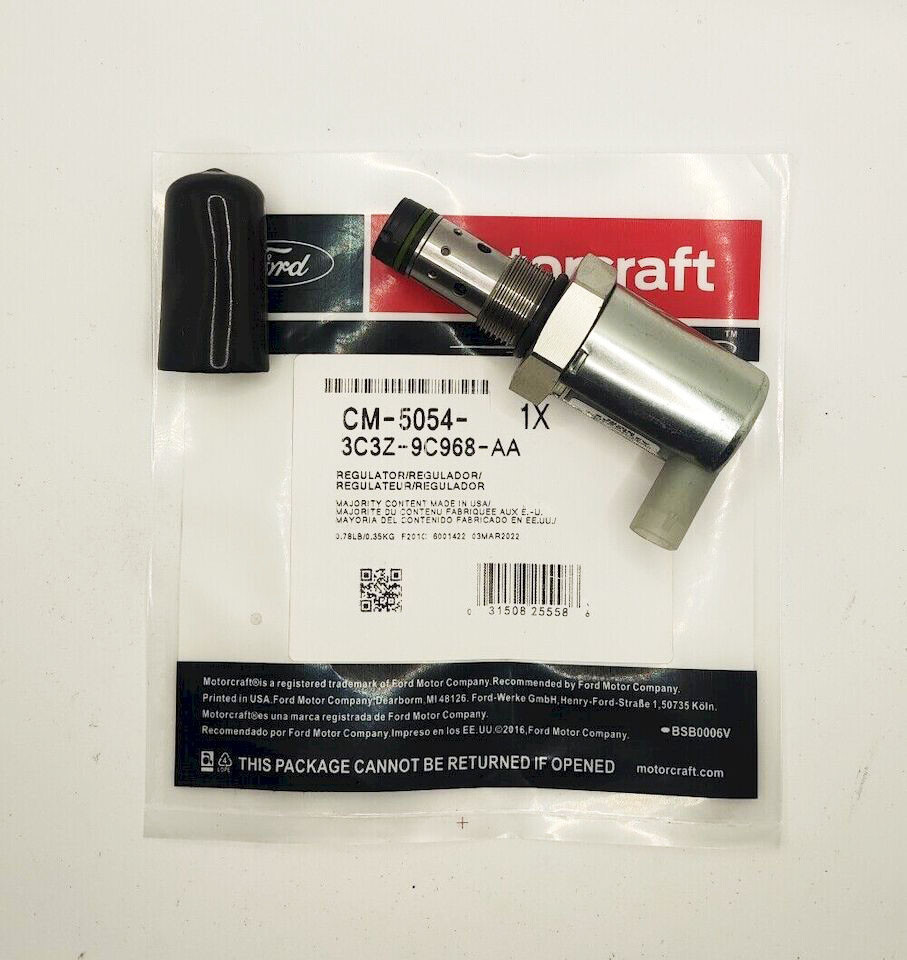 Ford
motorcraft
TM
CM-5054- 1X
3C3Z-9C968-AA
REGULATOR/REGULADOR/
REGULATEUR/REGULADOR
MAJORITY CONTENT MADE IN USA/
MAJORITE DU CONTENU FABRIQUEE AUX É.-U.
MAYORIA DEL CONTENIDO FABRICADO EN EE.UU./
0.78LB/0.35KG F2010 6001422 03MAR2022
0 31508 25558 6
Motorcraft® is a registered trademark of Ford Motor Company. Recommended by Ford Motor Company.
Printed in USA. Ford Motor Company, Dearborn, MI 48126. Ford-Werke GmbH, Henry-Ford-Straße 1, 50735 Köln.
Motorcraft® es una marca registrada de Ford Motor Company.
Recomendado por Ford Motor Company. Impreso en los EE.UU. ©2016, Ford Motor Company.
BSB0006V
4
LDPE
THIS PACKAGE CANNOT BE RETURNED IF OPENED motorcraft.com